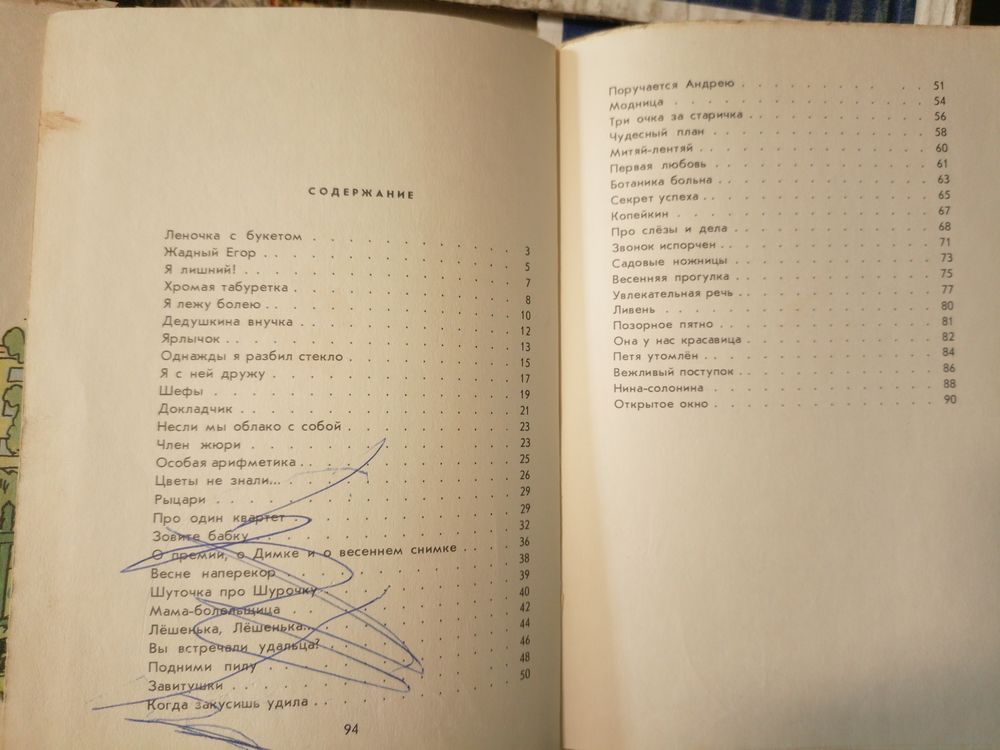 СОДЕРЖАНИЕ
Леночка с букетом . . . 3
Жадный Егор . . . 5
Я лишний! . . . 7
Хромая табуретка . . . 8
Я лежу болею . . . 10
Дедушкина внучка . . . 12
Ярлычок . . . 13
Однажды я разбил стекло . . . 15
Я с ней дружу . . . 17
Шефы . . . 19
Докладчик . . . 21
Несли мы облако с собой . . . 23
Член жюри . . . 23
Особая арифметика . . . 25
Цветы не знали... . . . 26
Рыцари . . . 29
Про один квартет . . . 29
Зовите бабку . . . 32
О премии, о Димке и о весеннем снимке . . . 36
Весне наперекор . . . 38
Шуточка про Шурочку . . . 39
Мама-болельщица . . . 40
Лёшенька, Лёшенька... . . . 42
Вы встречали удальца? . . . 44
Подними пилу . . . 46
Завитушки . . . 48
Когда закусишь удила . . . 50
94
Поручается Андрею . . . 51
Модница . . . 54
Три очка за старичка . . . 56
Чудесный план . . . 58
Митяй-лентяй . . . 60
Первая любовь . . . 61
Ботаника больна . . . 63
Секрет успеха . . . 65
Копейкин . . . 67
Про слёзы и дела . . . 68
Звонок испорчен . . . 71
Садовые ножницы . . . 73
Весенняя прогулка . . . 75
Увлекательная речь . . . 77
Ливень . . . 80
Позорное пятно . . . 81
Она у нас красавица . . . 82
Петя утомлён . . . 84
Вежливый поступок . . . 86
Нина-солонина . . . 88
Открытое окно . . . 90